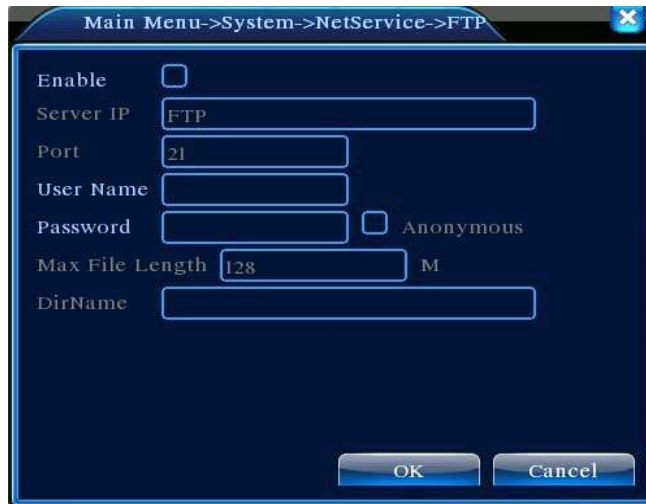 Main Menu->System->NetService->FTP
Enable
Server IP FTP
Port 21
User Name
Password Anonymous
Max File Length 128 M
DirName
OK Cancel